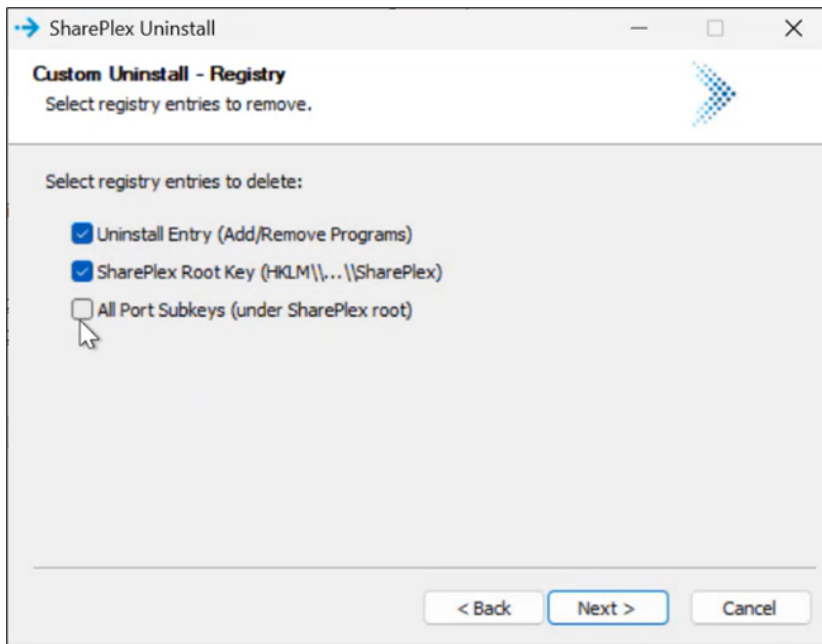 SharePlex Uninstall
Custom Uninstall - Registry
Select registry entries to remove.
Select registry entries to delete:
Uninstall Entry (Add/Remove Programs)
SharePlex Root Key (HKLM\\...\\SharePlex)
All Port Subkeys (under SharePlex root)
< Back Next > Cancel